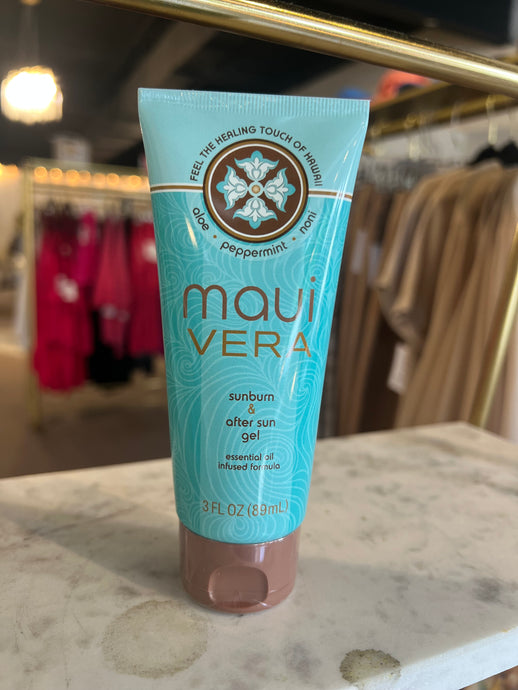 FEEL THE HEALING TOUCH OF HAWAII
aloe • peppermint • noni
maui
VERA
sunburn
&
after sun
gel
essential oil
infused formula
3 FL OZ (89mL)